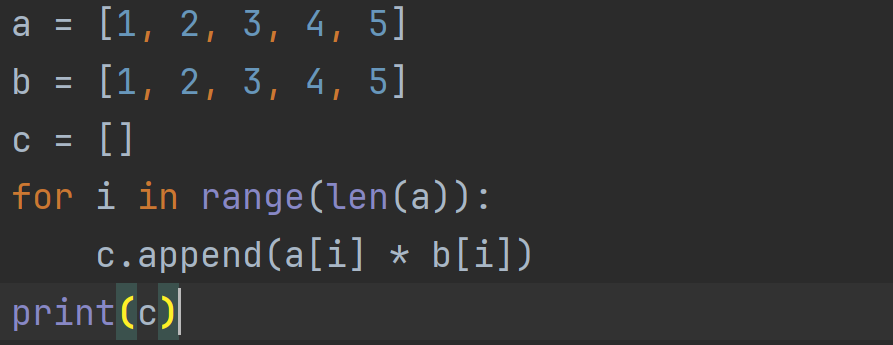 a = [1, 2, 3, 4, 5]
b = [1, 2, 3, 4, 5]
c = []
for i in range(len(a)):
    c.append(a[i] * b[i])
print(c)